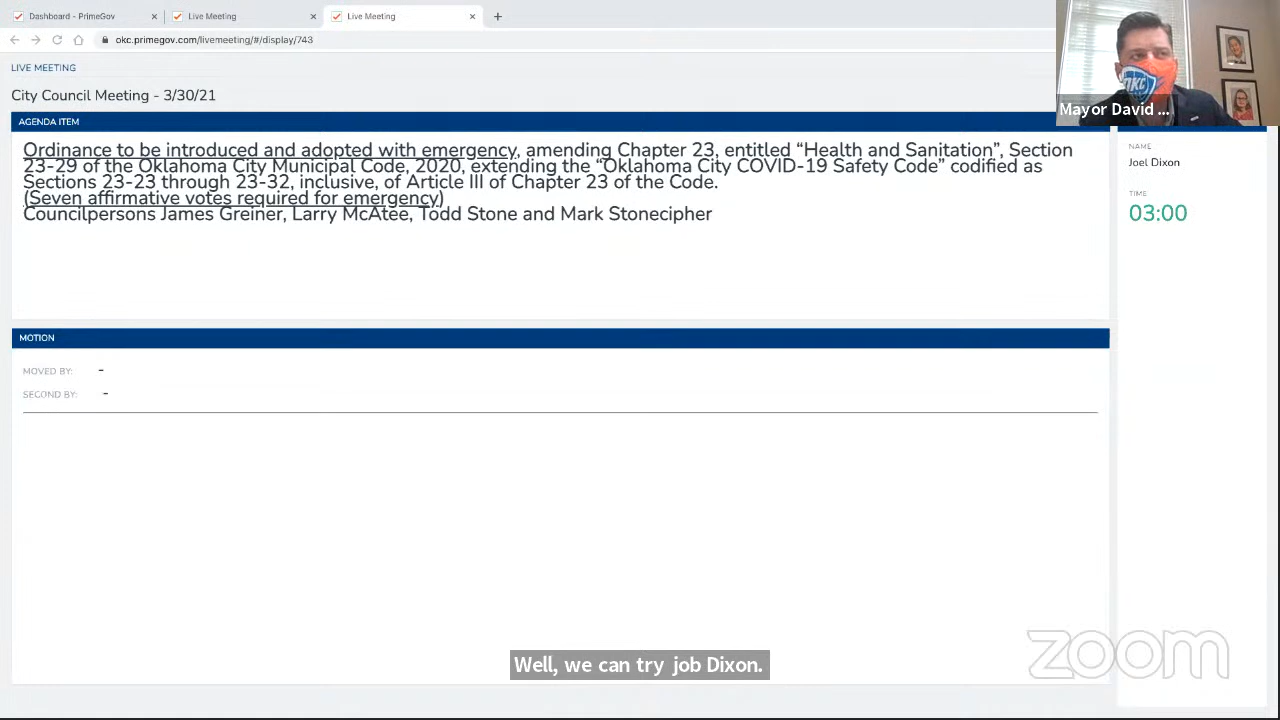 Dashboard - PrimeGov
Live Meeting
Live Meeting
okc.primegov.com/livemeeting/#/display/743
LIVE MEETING
City Council Meeting - 3/30/21
AGENDA ITEM
Ordinance to be introduced and adopted with emergency, amending Chapter 23, entitled “Health and Sanitation”, Section
23-29 of the Oklahoma City Municipal Code, 2020, extending the “Oklahoma City COVID-19 Safety Code” codified as
Sections 23-23 through 23-32, inclusive, of Article III of Chapter 23 of the Code.
(Seven affirmative votes required for emergency)
Councilpersons James Greiner, Larry McAtee, Todd Stone and Mark Stonecipher
MOTION
MOVED BY: -
SECOND BY: -
OKC
Mayor David ...
NAME
Joel Dixon
TIME
03:00
Well, we can try job Dixon.
zoom